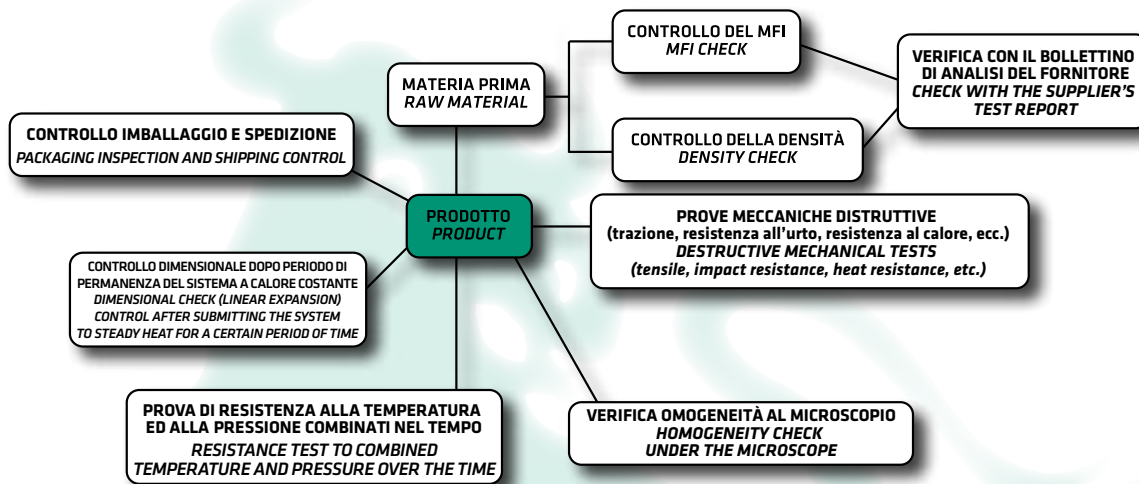 CONTROLLO DEL MFI
MFI CHECK
VERIFICA CON IL BOLLETTINO
DI ANALISI DEL FORNITORE
CHECK WITH THE SUPPLIER'S
TEST REPORT
MATERIA PRIMA
RAW MATERIAL
CONTROLLO DELLA DENSITÀ
DENSITY CHECK
CONTROLLO IMBALLAGGIO E SPEDIZIONE
PACKAGING INSPECTION AND SHIPPING CONTROL
PRODOTTO
PRODUCT
PROVE MECCANICHE DISTRUTTIVE
(trazione, resistenza all'urto, resistenza al calore, ecc.)
DESTRUCTIVE MECHANICAL TESTS
(tensile, impact resistance, heat resistance, etc.)
CONTROLLO DIMENSIONALE DOPO PERIODO DI
PERMANENZA DEL SISTEMA A CALORE COSTANTE
DIMENSIONAL CHECK (LINEAR EXPANSION)
CONTROL AFTER SUBMITTING THE SYSTEM
TO STEADY HEAT FOR A CERTAIN PERIOD OF TIME
PROVA DI RESISTENZA ALLA TEMPERATURA
ED ALLA PRESSIONE COMBINATI NEL TEMPO
RESISTANCE TEST TO COMBINED
TEMPERATURE AND PRESSURE OVER THE TIME
VERIFICA OMOGENEITÀ AL MICROSCOPIO
HOMOGENEITY CHECK
UNDER THE MICROSCOPE